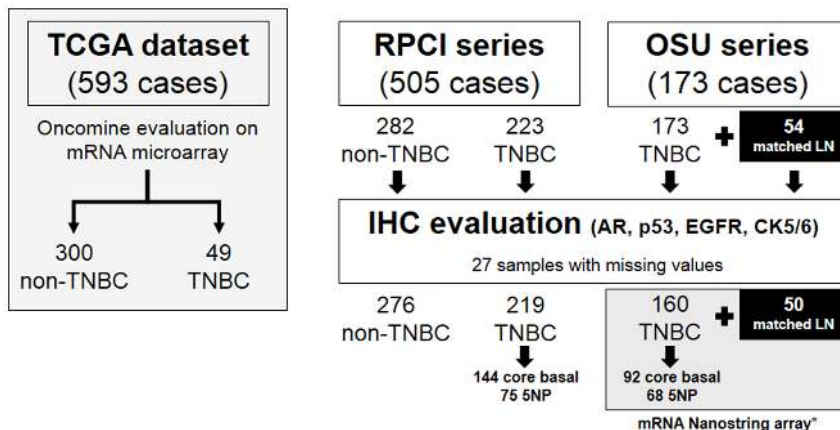 TCGA dataset
(593 cases)
Oncomine evaluation on
mRNA microarray
300
non-TNBC
49
TNBC
RPCI series
(505 cases)
OSU series
(173 cases)
282
non-TNBC
223
TNBC
173
TNBC
+
54
matched LN
IHC evaluation (AR, p53, EGFR, CK5/6)
27 samples with missing values
276
non-TNBC
219
TNBC
144 core basal
75 5NP
160
TNBC
+
50
matched LN
92 core basal
68 5NP
mRNA Nanostring array*